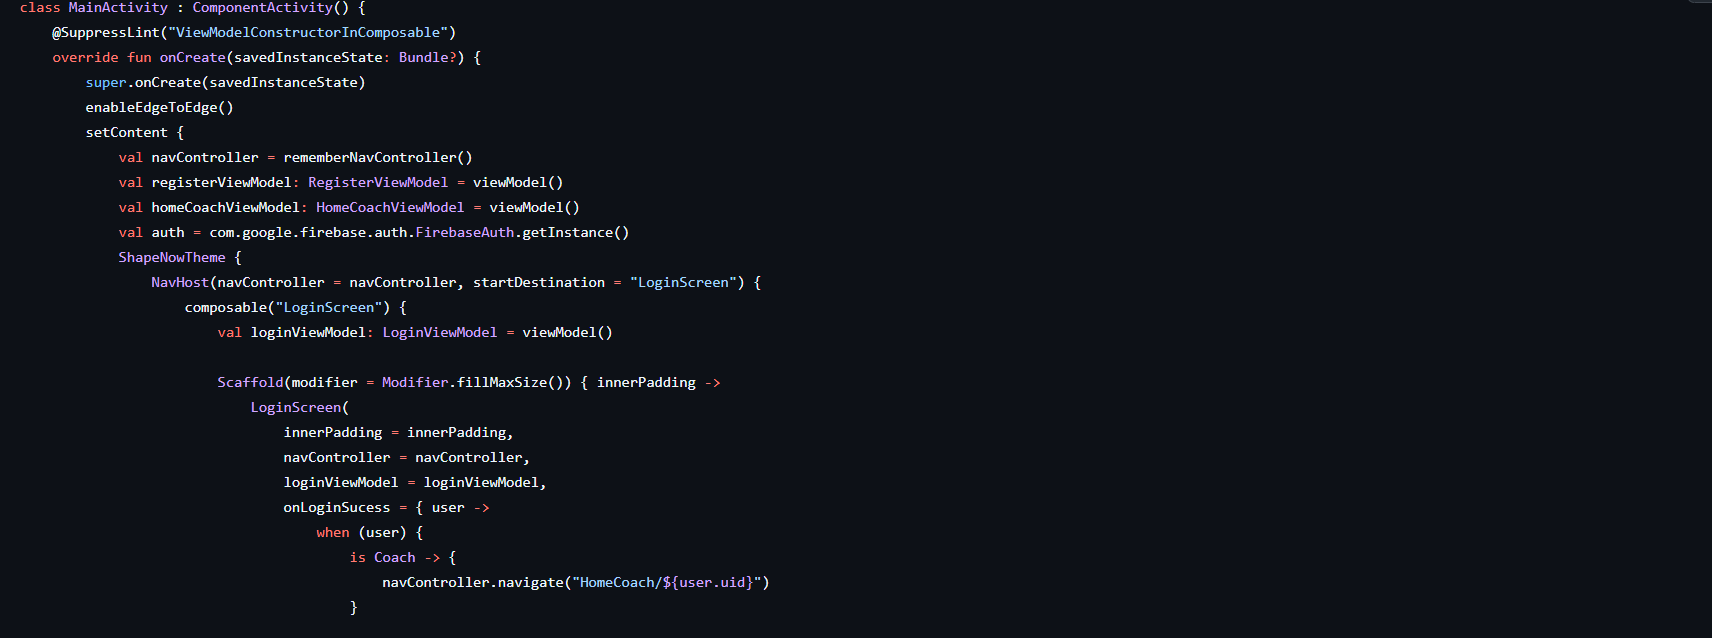 class MainActivity : ComponentActivity() {
    @SuppressLint("ViewModelConstructorInComposable")
    override fun onCreate(savedInstanceState: Bundle?) {
        super.onCreate(savedInstanceState)
        enableEdgeToEdge()
        setContent {
            val navController = rememberNavController()
            val registerViewModel: RegisterViewModel = viewModel()
            val homeCoachViewModel: HomeCoachViewModel = viewModel()
            val auth = com.google.firebase.auth.FirebaseAuth.getInstance()
            ShapeNowTheme {
                NavHost(navController = navController, startDestination = "LoginScreen") {
                    composable("LoginScreen") {
                        val loginViewModel: LoginViewModel = viewModel()

                        Scaffold(modifier = Modifier.fillMaxSize()) { innerPadding ->
                            LoginScreen(
                                innerPadding = innerPadding,
                                navController = navController,
                                loginViewModel = loginViewModel,
                                onLoginSucess = { user ->
                                    when (user) {
                                        is Coach -> {
                                            navController.navigate("HomeCoach/${user.uid}")
                                        }